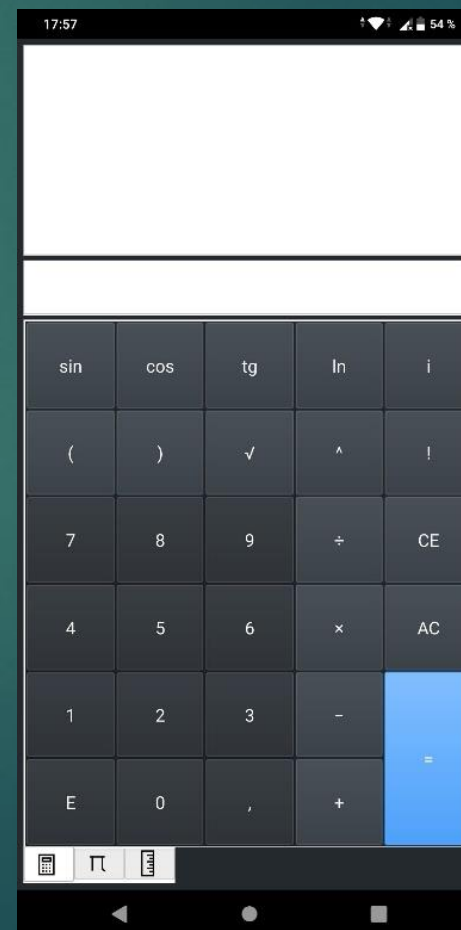 17:57 54 %
sin cos tg ln i
( ) √ ^ !
7 8 9 ÷ CE
4 5 6 × AC
1 2 3 −
=
E 0 , +
π